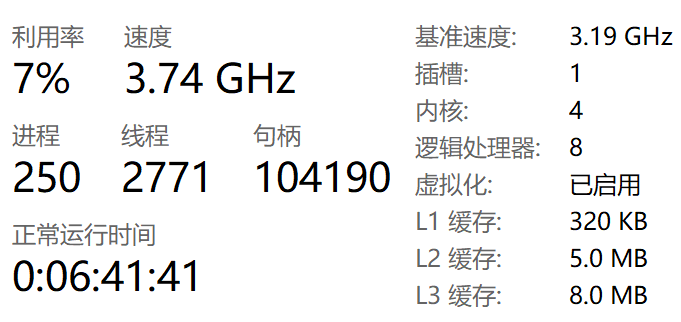 利用率 速度
7% 3.74 GHz
进程 线程 句柄
250 2771 104190
正常运行时间
0:06:41:41
基准速度: 3.19 GHz
插槽: 1
内核: 4
逻辑处理器: 8
虚拟化: 已启用
L1 缓存: 320 KB
L2 缓存: 5.0 MB
L3 缓存: 8.0 MB